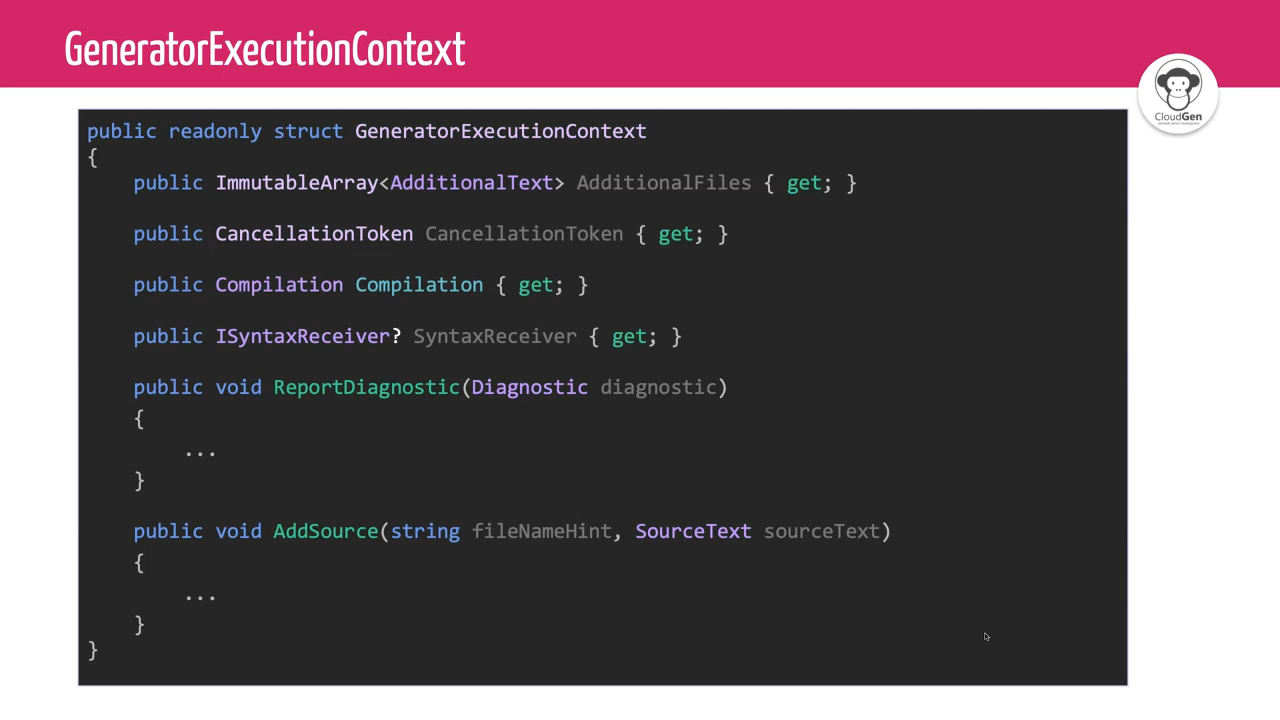 GeneratorExecutionContext
CloudGen
public readonly struct GeneratorExecutionContext
{
public ImmutableArray<AdditionalText> AdditionalFiles { get; }
public CancellationToken CancellationToken { get; }
public Compilation Compilation { get; }
public ISyntaxReceiver? SyntaxReceiver { get; }
public void ReportDiagnostic(Diagnostic diagnostic)
{
...
}
public void AddSource(string fileNameHint, SourceText sourceText)
{
...
}
}